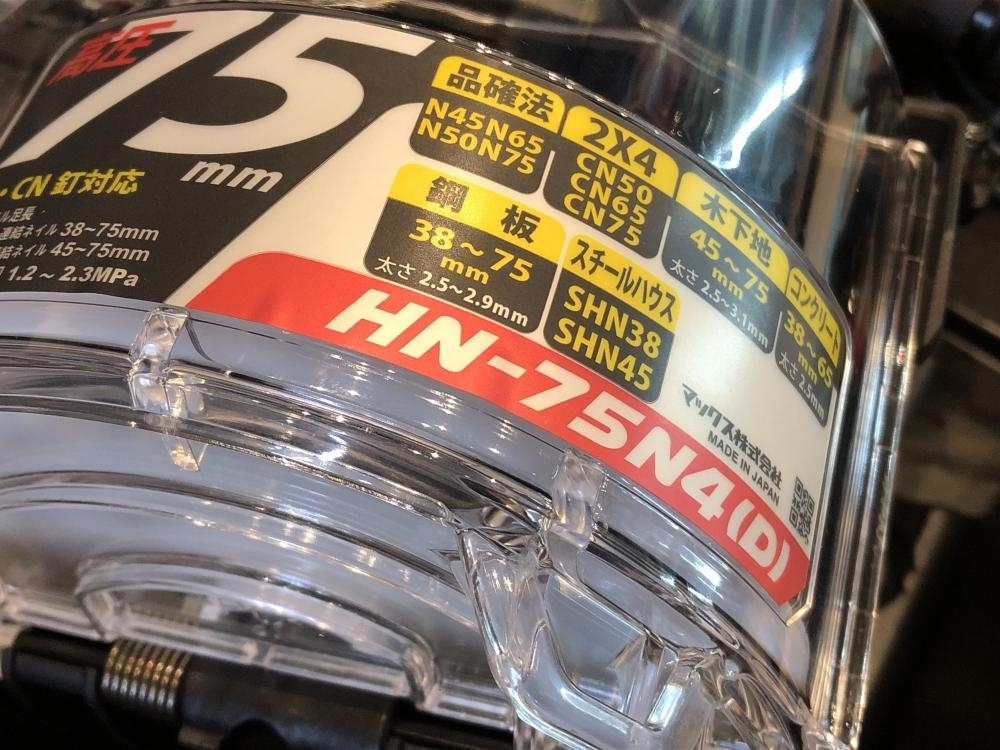 高圧
75
mm
・CN 釘対応
ル足長
連結ネイル 38~75mm
結ネイル 45~75mm
1.2 ~ 2.3MPa
品確法
N45N65
N50N75
2X4
CN50
CN65
CN75
木下地
45~75
mm
太さ 2.5~3.1mm
コンクリート
38~65
mm
太さ 2.5mm
鋼 板
38~75
mm
太さ 2.5~2.9mm
スチールハウス
SHN38
SHN45
HN-75N4(D)
マックス株式会社
MADE IN JAPAN